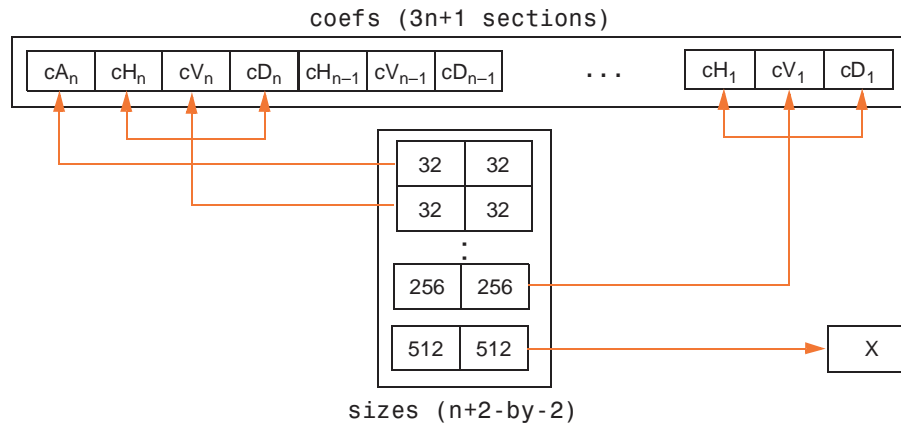 coefs (3n+1 sections)
cAₙ cHₙ cVₙ cDₙ cHₙ₋₁ cVₙ₋₁ cDₙ₋₁ ... cH₁ cV₁ cD₁
32 32
32 32
:
256 256
512 512 X
sizes (n+2-by-2)